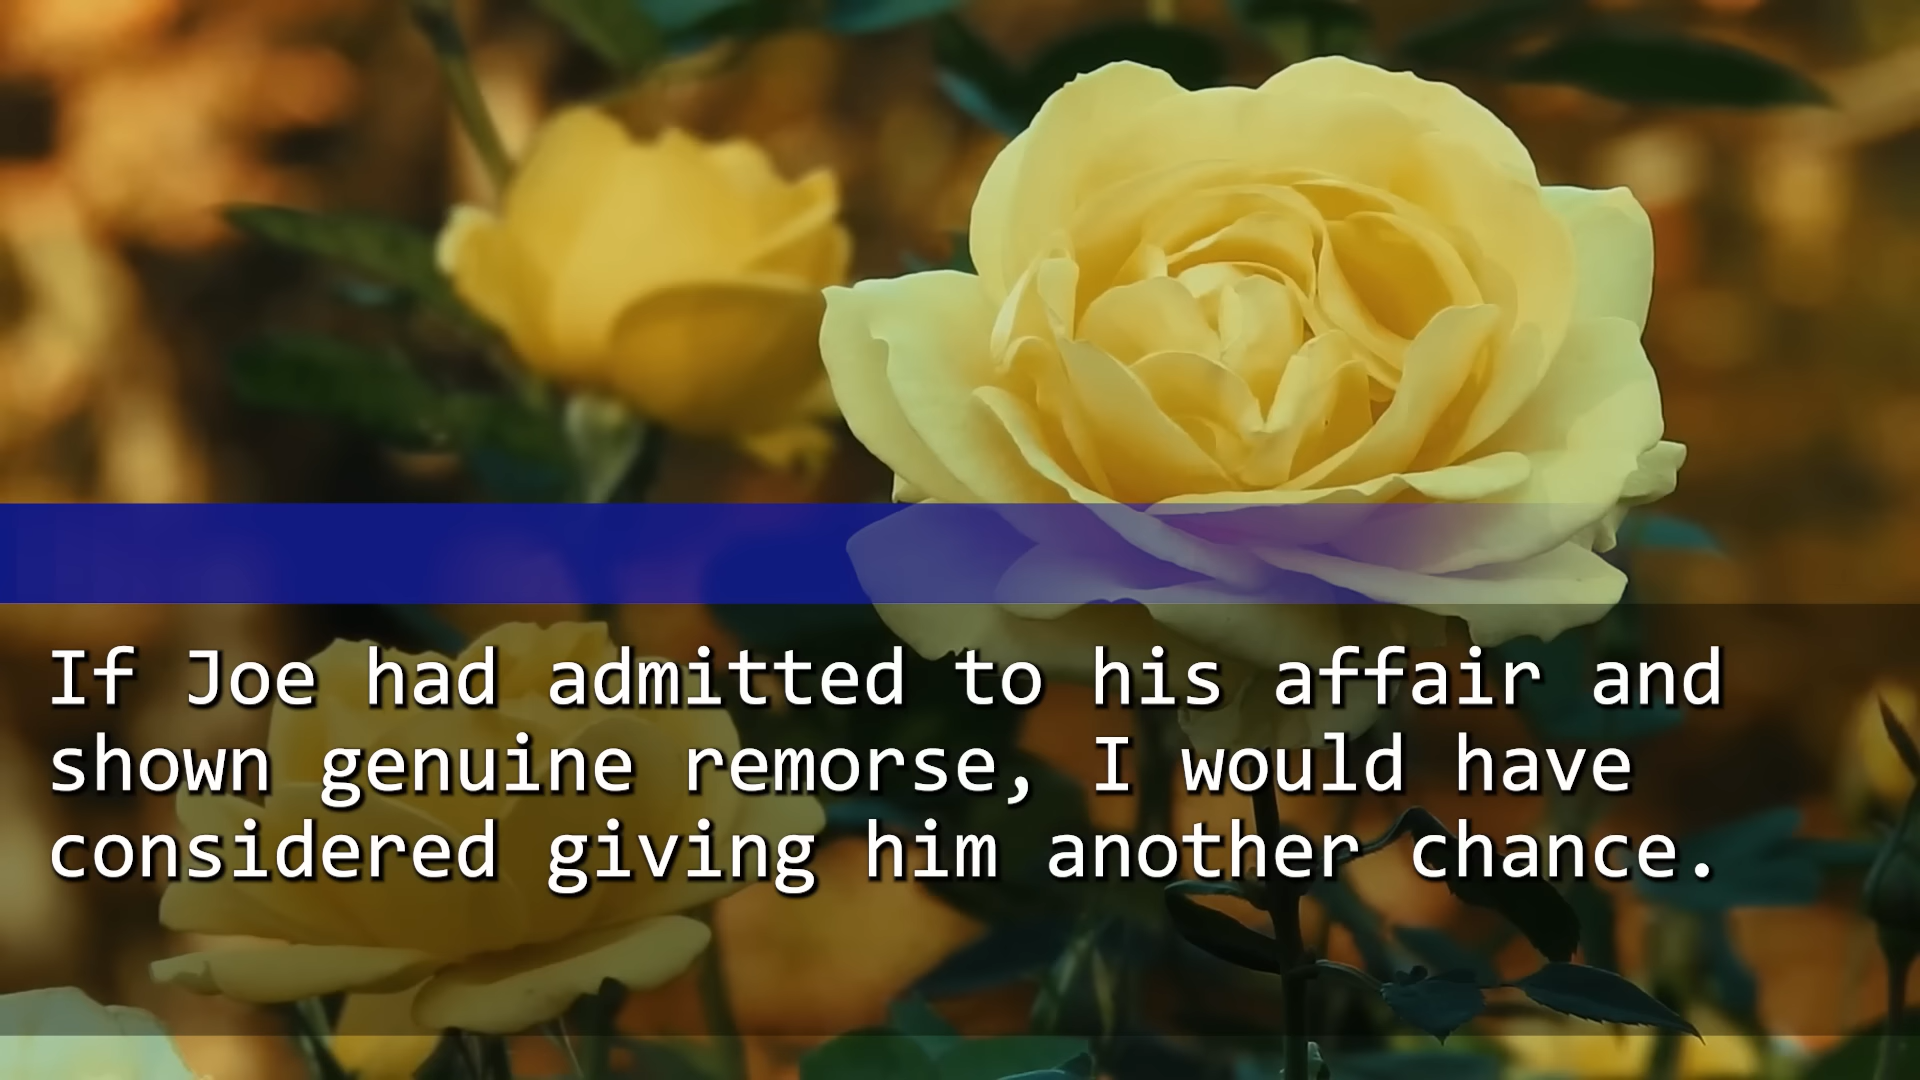 If Joe had admitted to his affair and
shown genuine remorse, I would have
considered giving him another chance.